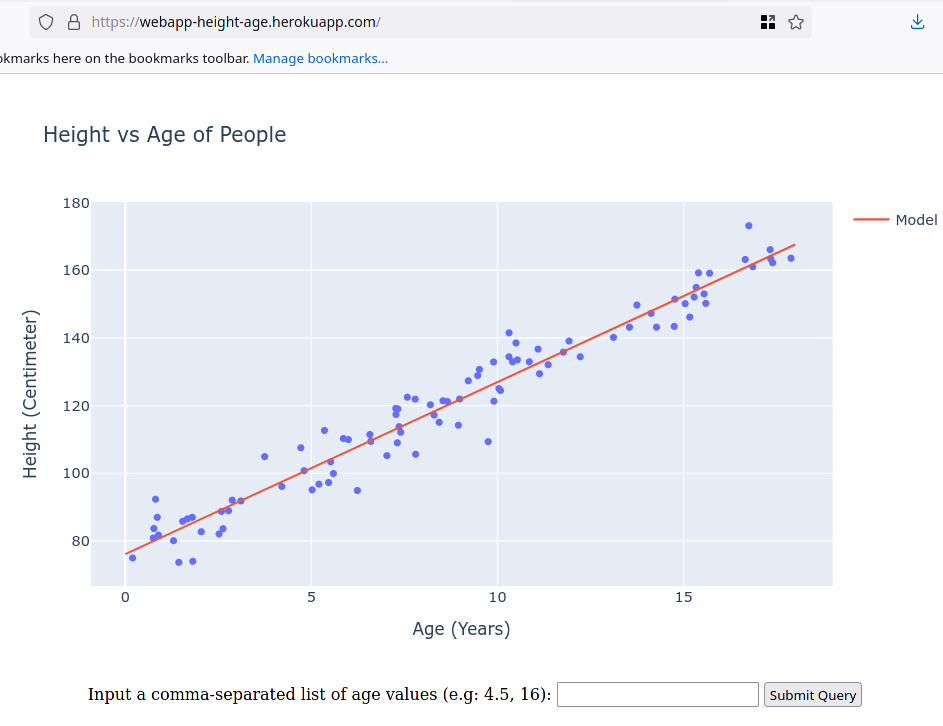 https://webapp-height-age.herokuapp.com/
okmarks here on the bookmarks toolbar. Manage bookmarks...
Height vs Age of People
180
160
140
120
100
80
Height (Centimeter)
Model
0 5 10 15
Age (Years)
Input a comma-separated list of age values (e.g: 4.5, 16): Submit Query